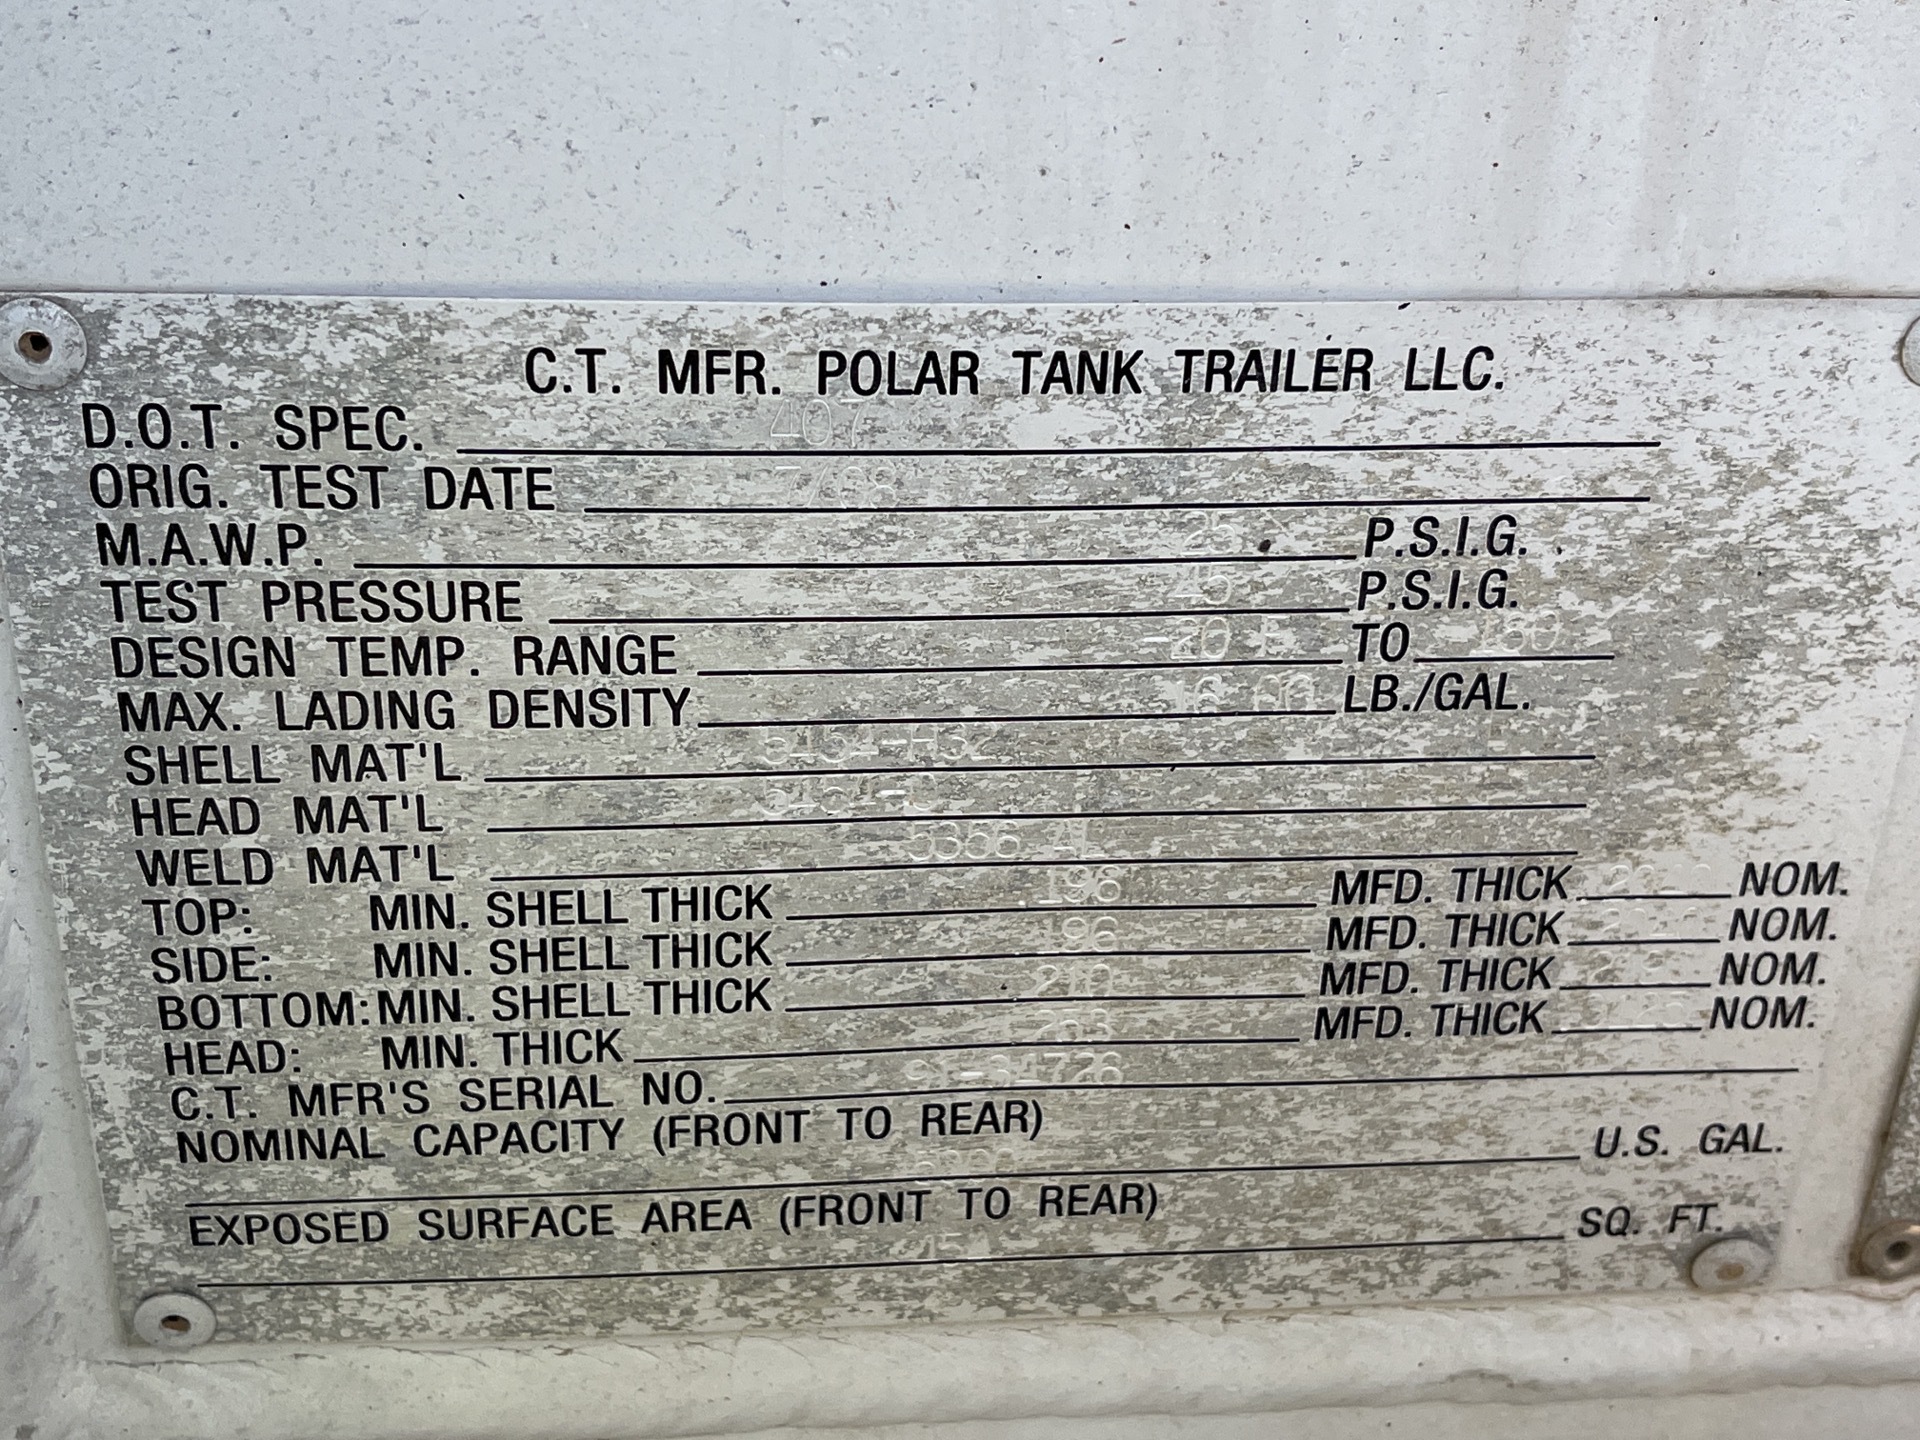 C.T. MFR. POLAR TANK TRAILER LLC.
D.O.T. SPEC. 407
ORIG. TEST DATE
M.A.W.P. 25 P.S.I.G.
TEST PRESSURE P.S.I.G.
DESIGN TEMP. RANGE -20 F TO
MAX. LADING DENSITY LB./GAL.
SHELL MAT'L
HEAD MAT'L
WELD MAT'L 5356 AL
TOP: MIN. SHELL THICK .196 MFD. THICK NOM.
SIDE: MIN. SHELL THICK MFD. THICK NOM.
BOTTOM: MIN. SHELL THICK MFD. THICK NOM.
HEAD: MIN. THICK MFD. THICK NOM.
C.T. MFR'S SERIAL NO.
NOMINAL CAPACITY (FRONT TO REAR)
U.S. GAL.
EXPOSED SURFACE AREA (FRONT TO REAR)
SQ. FT.